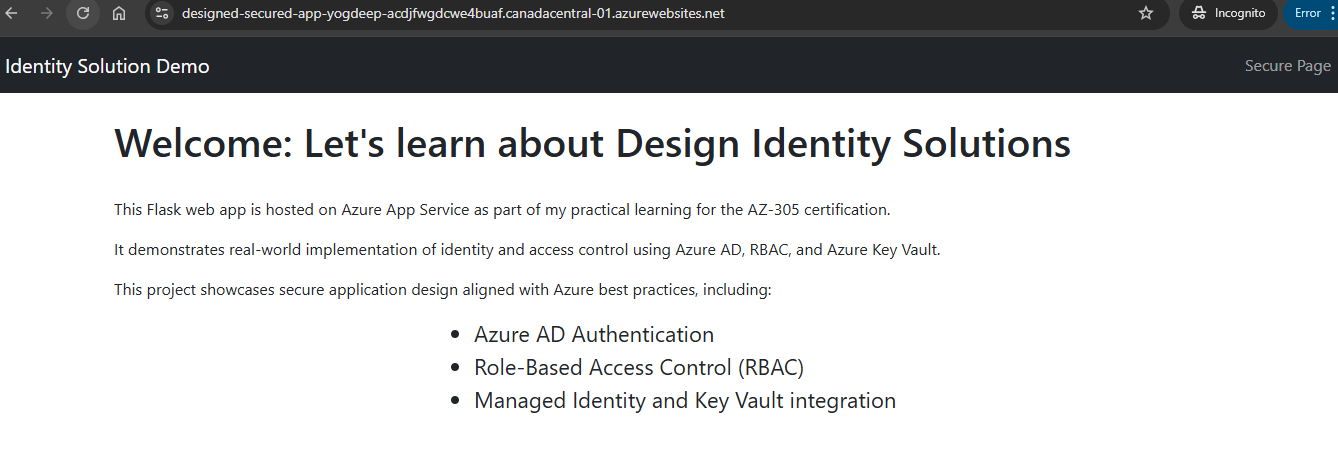 designed-secured-app-yogdeep-acdjfwgdcwe4buaf.canadacentral-01.azurewebsites.net
Incognito
Error
Identity Solution Demo
Secure Page
Welcome: Let's learn about Design Identity Solutions
This Flask web app is hosted on Azure App Service as part of my practical learning for the AZ-305 certification.
It demonstrates real-world implementation of identity and access control using Azure AD, RBAC, and Azure Key Vault.
This project showcases secure application design aligned with Azure best practices, including:
• Azure AD Authentication
• Role-Based Access Control (RBAC)
• Managed Identity and Key Vault integration